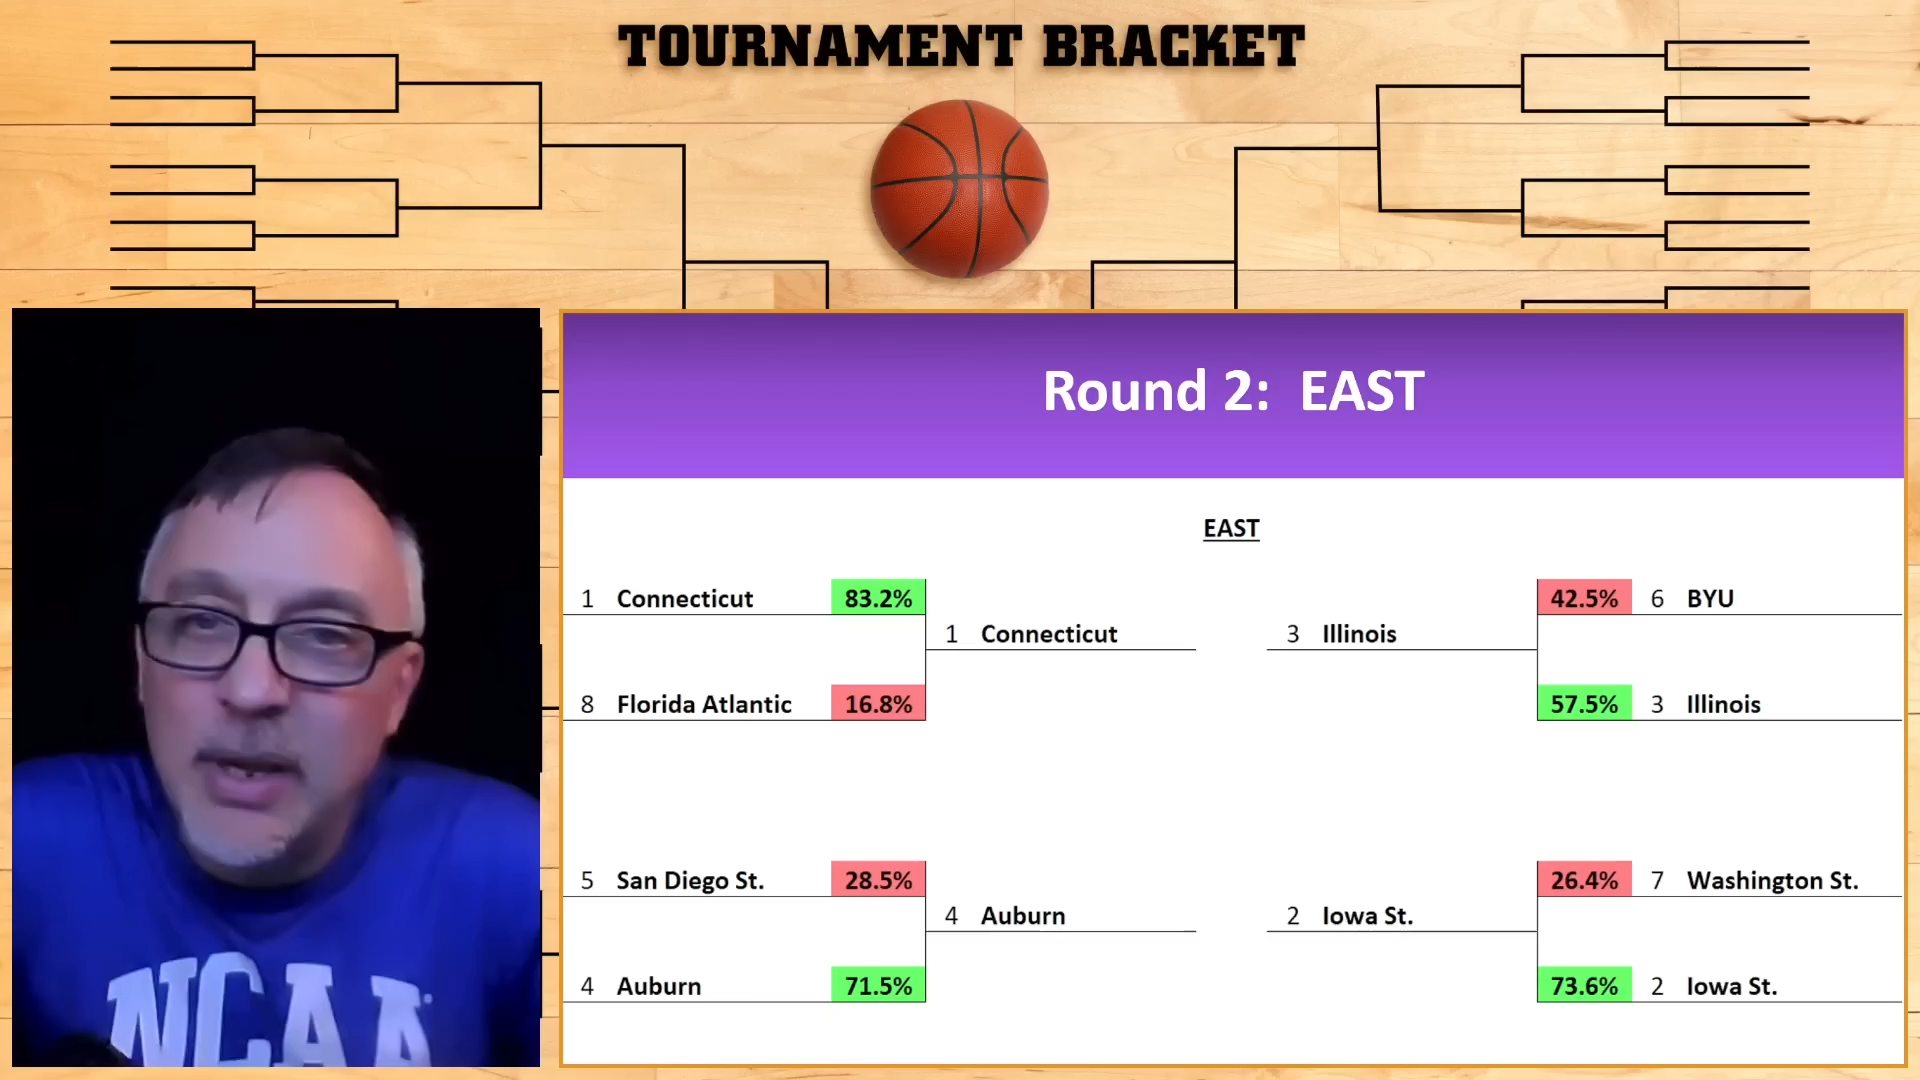 TOURNAMENT BRACKET
Round 2: EAST
EAST
1 Connecticut 83.2%
8 Florida Atlantic 16.8%
1 Connecticut
5 San Diego St. 28.5%
4 Auburn 71.5%
4 Auburn
3 Illinois
42.5% 6 BYU
57.5% 3 Illinois
2 Iowa St.
26.4% 7 Washington St.
73.6% 2 Iowa St.
NCAA